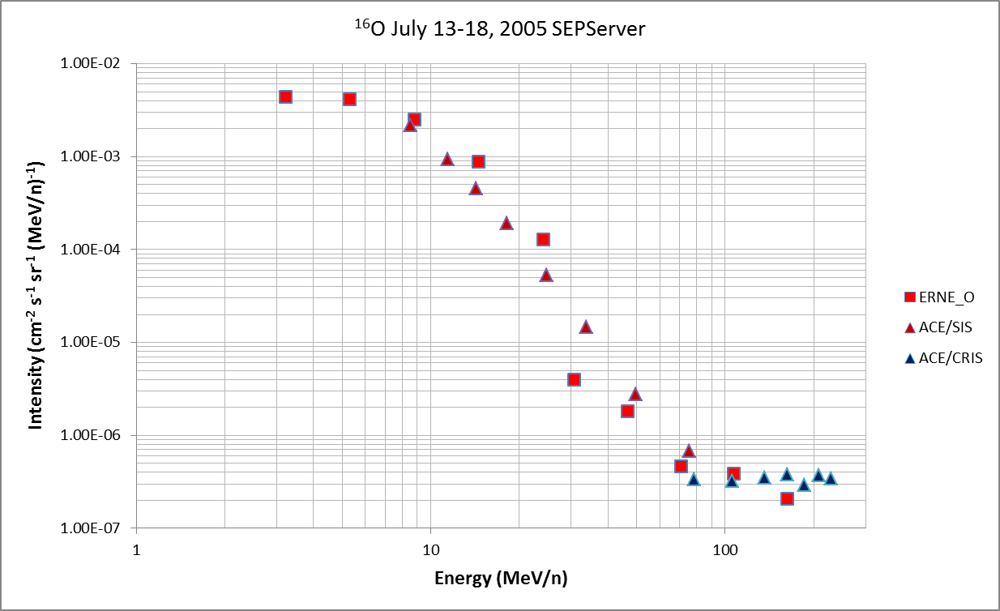 ¹⁶O July 13-18, 2005 SEPServer
1.00E-02
1.00E-03
1.00E-04
1.00E-05
1.00E-06
1.00E-07
Intensity (cm⁻² s⁻¹ sr⁻¹ (MeV/n)⁻¹)
1 10 100
Energy (MeV/n)
ERNE_O
ACE/SIS
ACE/CRIS